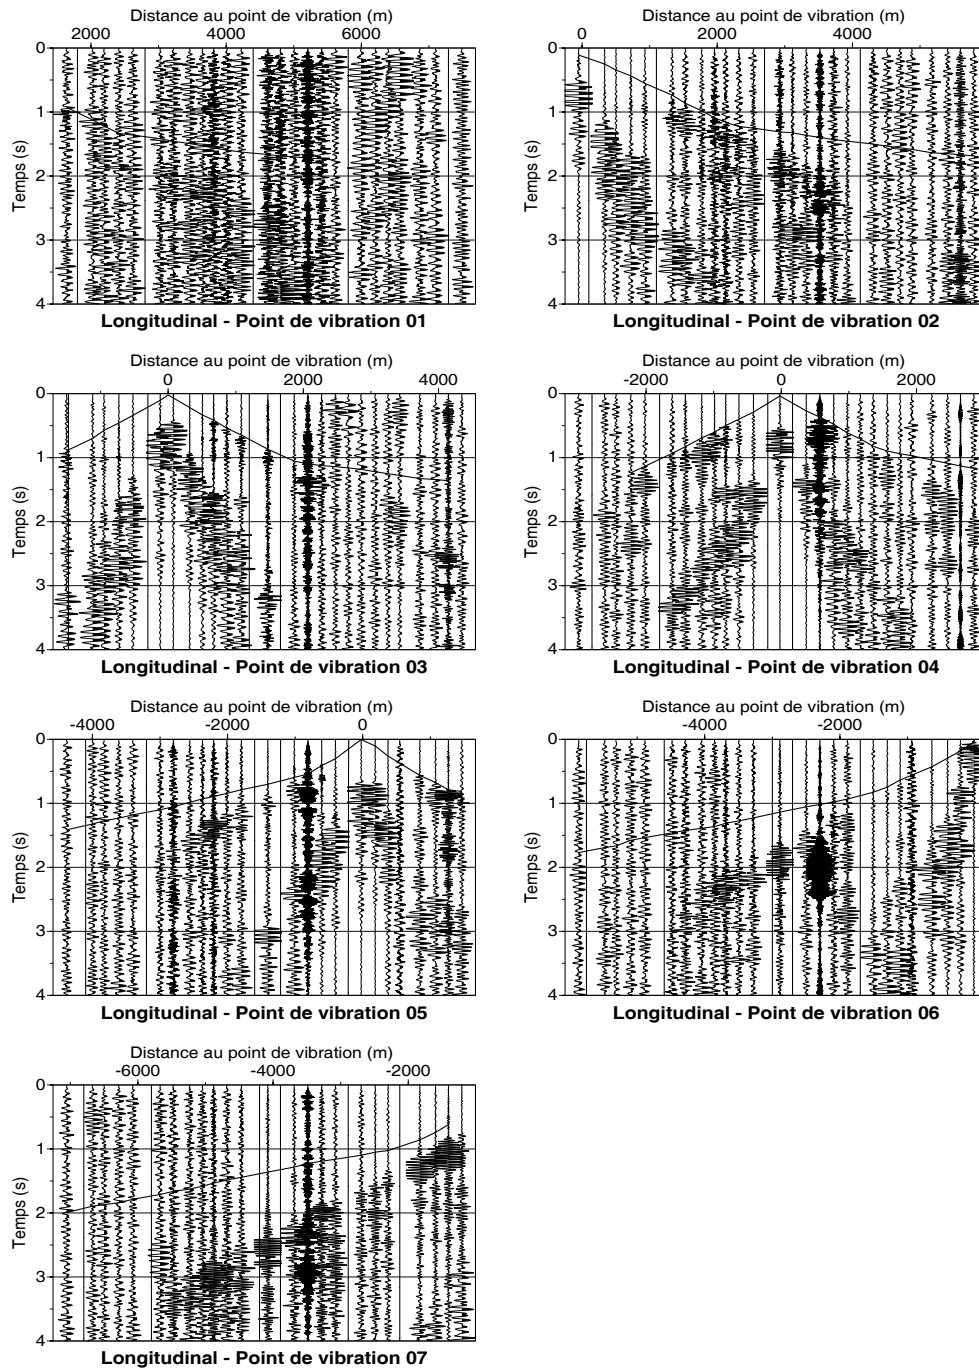 Distance au point de vibration (m)
2000 4000 6000
0
1
2
3
4
Temps (s)
Longitudinal - Point de vibration 01
Distance au point de vibration (m)
0 2000 4000
0
1
2
3
4
Temps (s)
Longitudinal - Point de vibration 02
Distance au point de vibration (m)
0 2000 4000
0
1
2
3
4
Temps (s)
Longitudinal - Point de vibration 03
Distance au point de vibration (m)
-2000 0 2000
0
1
2
3
4
Temps (s)
Longitudinal - Point de vibration 04
Distance au point de vibration (m)
-4000 -2000 0
0
1
2
3
4
Temps (s)
Longitudinal - Point de vibration 05
Distance au point de vibration (m)
-4000 -2000
0
1
2
3
4
Temps (s)
Longitudinal - Point de vibration 06
Distance au point de vibration (m)
-6000 -4000 -2000
0
1
2
3
4
Temps (s)
Longitudinal - Point de vibration 07